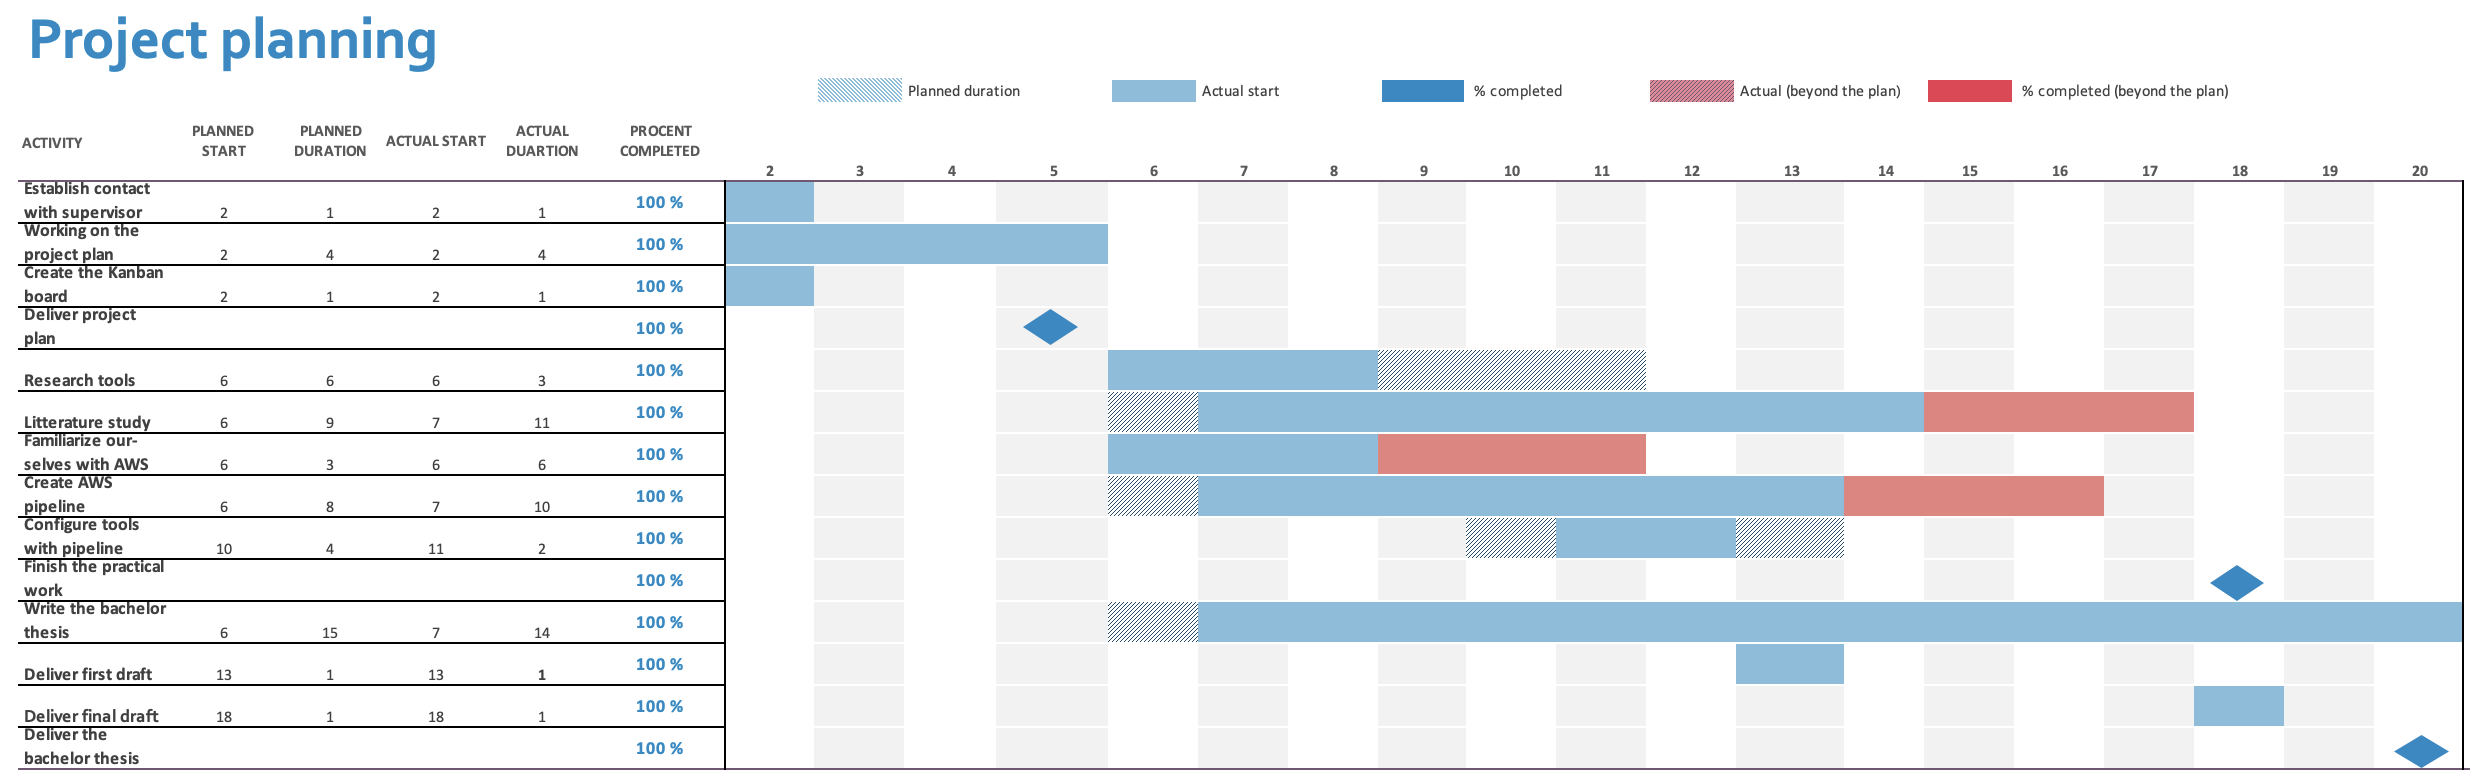 Project planning
Planned duration Actual start % completed Actual (beyond the plan) % completed (beyond the plan)
ACTIVITY PLANNED START PLANNED DURATION ACTUAL START ACTUAL DUARTION PROCENT COMPLETED
2 3 4 5 6 7 8 9 10 11 12 13 14 15 16 17 18 19 20
Establish contact
with supervisor 2 1 2 1 100 %
Working on the
project plan 2 4 2 4 100 %
Create the Kanban
board 2 1 2 1 100 %
Deliver project
plan 100 %
Research tools 6 6 6 3 100 %
Litterature study 6 9 7 11 100 %
Familiarize our-
selves with AWS 6 3 6 6 100 %
Create AWS
pipeline 6 8 7 10 100 %
Configure tools
with pipeline 10 4 11 2 100 %
Finish the practical
work 100 %
Write the bachelor
thesis 6 15 7 14 100 %
Deliver first draft 13 1 13 1 100 %
Deliver final draft 18 1 18 1 100 %
Deliver the
bachelor thesis 100 %